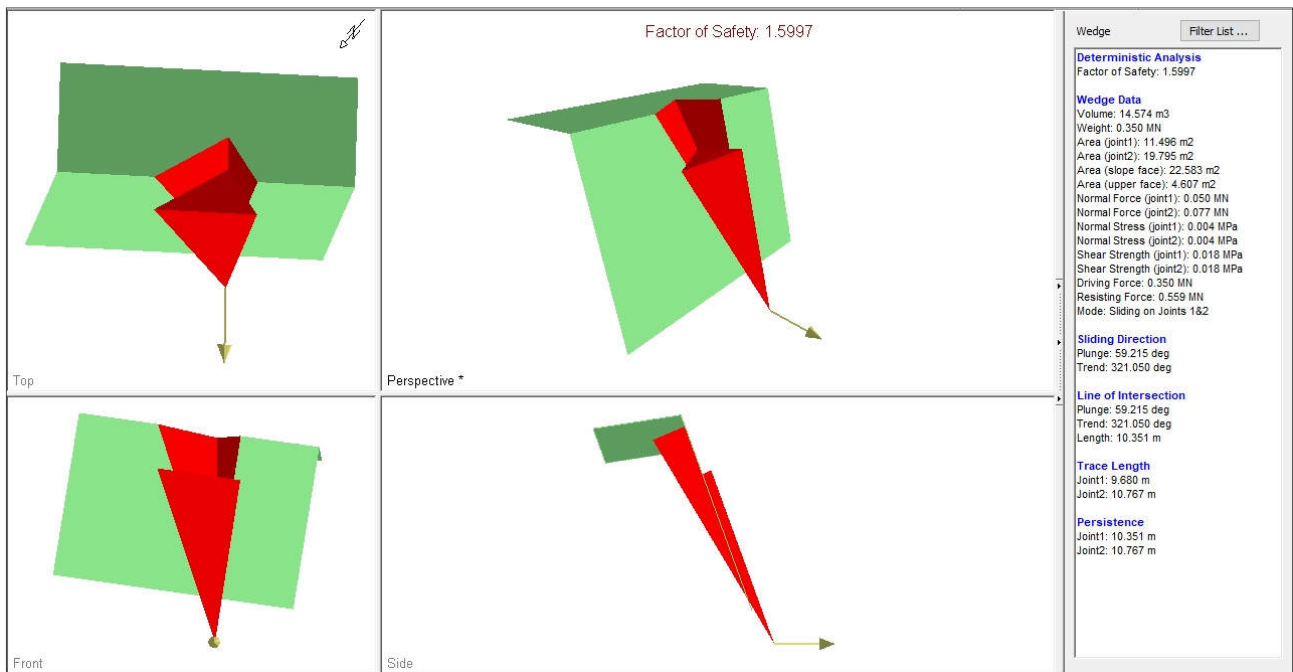 N
Top
Factor of Safety: 1.5997
Perspective *
Front
Side
Wedge
Filter List ...
Deterministic Analysis
Factor of Safety: 1.5997
Wedge Data
Volume: 14.574 m3
Weight: 0.350 MN
Area (joint1): 11.496 m2
Area (joint2): 19.795 m2
Area (slope face): 22.583 m2
Area (upper face): 4.607 m2
Normal Force (joint1): 0.050 MN
Normal Force (joint2): 0.077 MN
Normal Stress (joint1): 0.004 MPa
Normal Stress (joint2): 0.004 MPa
Shear Strength (joint1): 0.018 MPa
Shear Strength (joint2): 0.018 MPa
Driving Force: 0.350 MN
Resisting Force: 0.559 MN
Mode: Sliding on Joints 1&2
Sliding Direction
Plunge: 59.215 deg
Trend: 321.050 deg
Line of Intersection
Plunge: 59.215 deg
Trend: 321.050 deg
Length: 10.351 m
Trace Length
Joint1: 9.680 m
Joint2: 10.767 m
Persistence
Joint1: 10.351 m
Joint2: 10.767 m